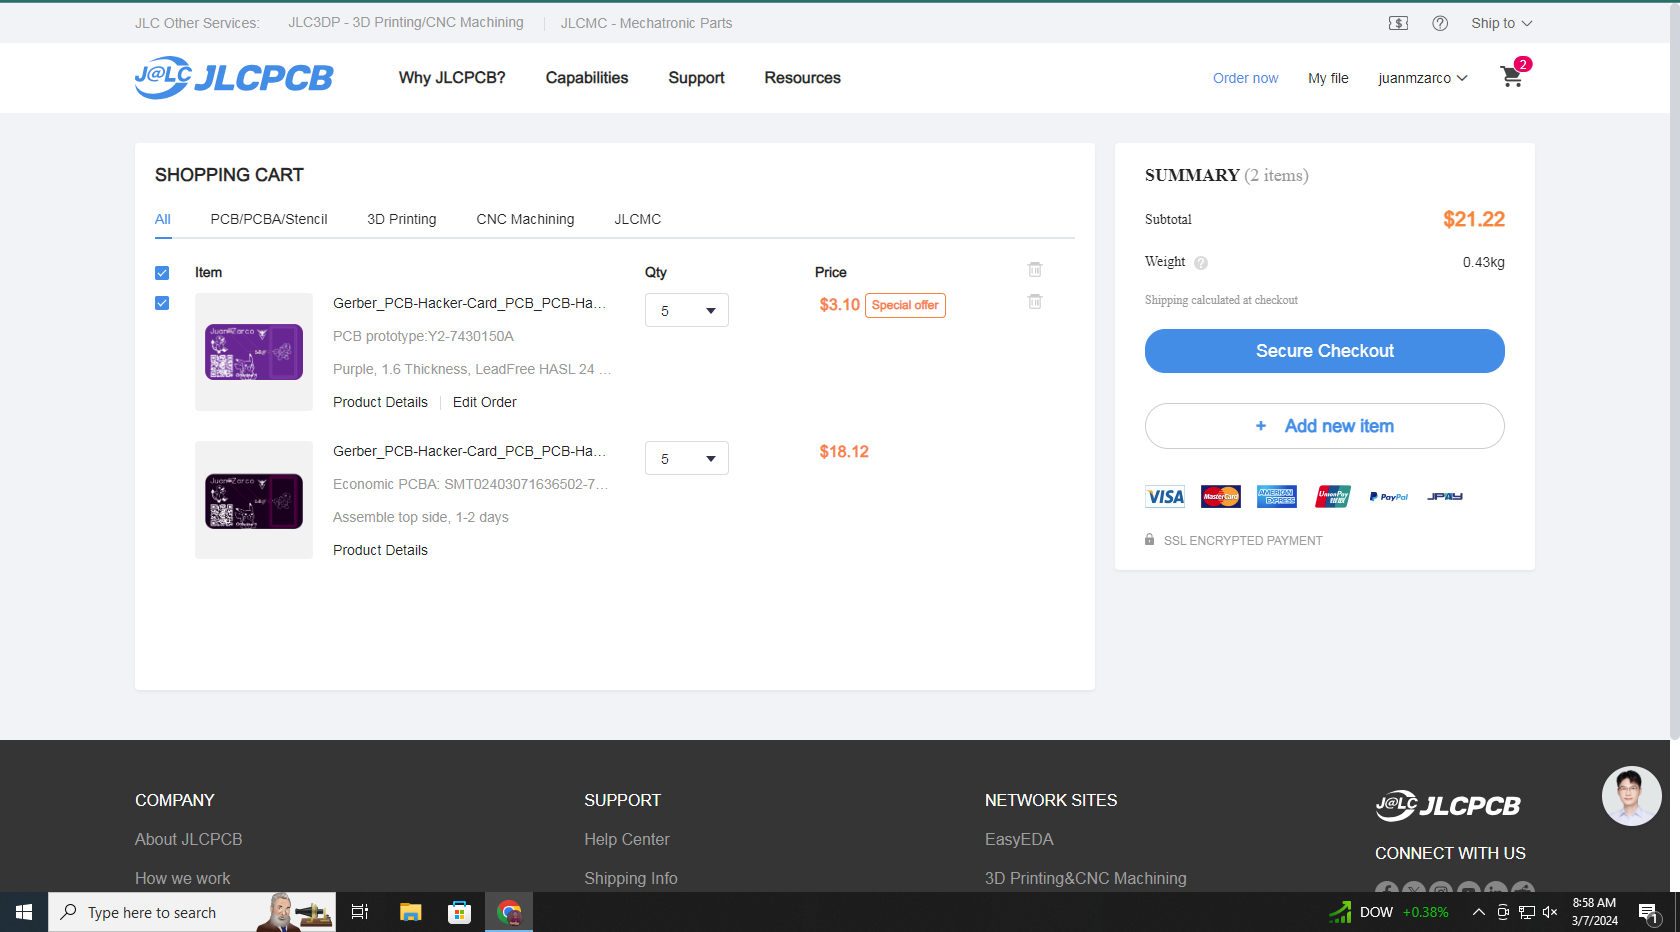 JLC Other Services:
JLC3DP - 3D Printing/CNC Machining
JLCMC - Mechatronic Parts
Ship to
J@LC JLCPCB
Why JLCPCB?
Capabilities
Support
Resources
Order now
My file
juanmzarco
2
SHOPPING CART
All
PCB/PCBA/Stencil
3D Printing
CNC Machining
JLCMC
Item
Qty
Price
Gerber_PCB-Hacker-Card_PCB_PCB-Ha...
PCB prototype:Y2-7430150A
Purple, 1.6 Thickness, LeadFree HASL 24 ...
Product Details
Edit Order
5
$3.10
Special offer
Gerber_PCB-Hacker-Card_PCB_PCB-Ha...
Economic PCBA: SMT02403071636502-7...
Assemble top side, 1-2 days
Product Details
5
$18.12
SUMMARY (2 items)
Subtotal
$21.22
Weight ?
0.43kg
Shipping calculated at checkout
Secure Checkout
+ Add new item
VISA
MasterCard
AMERICAN EXPRESS
UnionPay
PayPal
JPAY
SSL ENCRYPTED PAYMENT
COMPANY
About JLCPCB
How we work
SUPPORT
Help Center
Shipping Info
NETWORK SITES
EasyEDA
3D Printing&CNC Machining
J@LC JLCPCB
CONNECT WITH US
Type here to search
DOW +0.38%
8:58 AM
3/7/2024
1